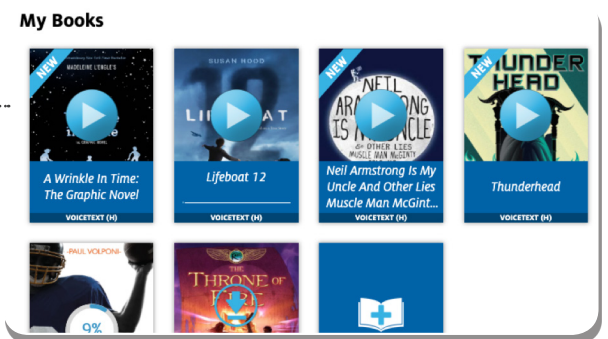 My Books
NEW
MADELEINE L'ENGLE'S
A Wrinkle In Time:
The Graphic Novel
VOICETEXT (H)
SUSAN HOOD
12
LIFEBOAT
Lifeboat 12
VOICETEXT (H)
NEW
NEIL
ARMSTRONG
IS MY UNCLE
& OTHER LIES
MUSCLE MAN McGINTY
Neil Armstrong Is My
Uncle And Other Lies
Muscle Man McGint...
VOICETEXT (H)
NEW
THUNDER
HEAD
Thunderhead
VOICETEXT (H)
PAUL VOLPONI
9%
THE
THRONE OF
FIRE